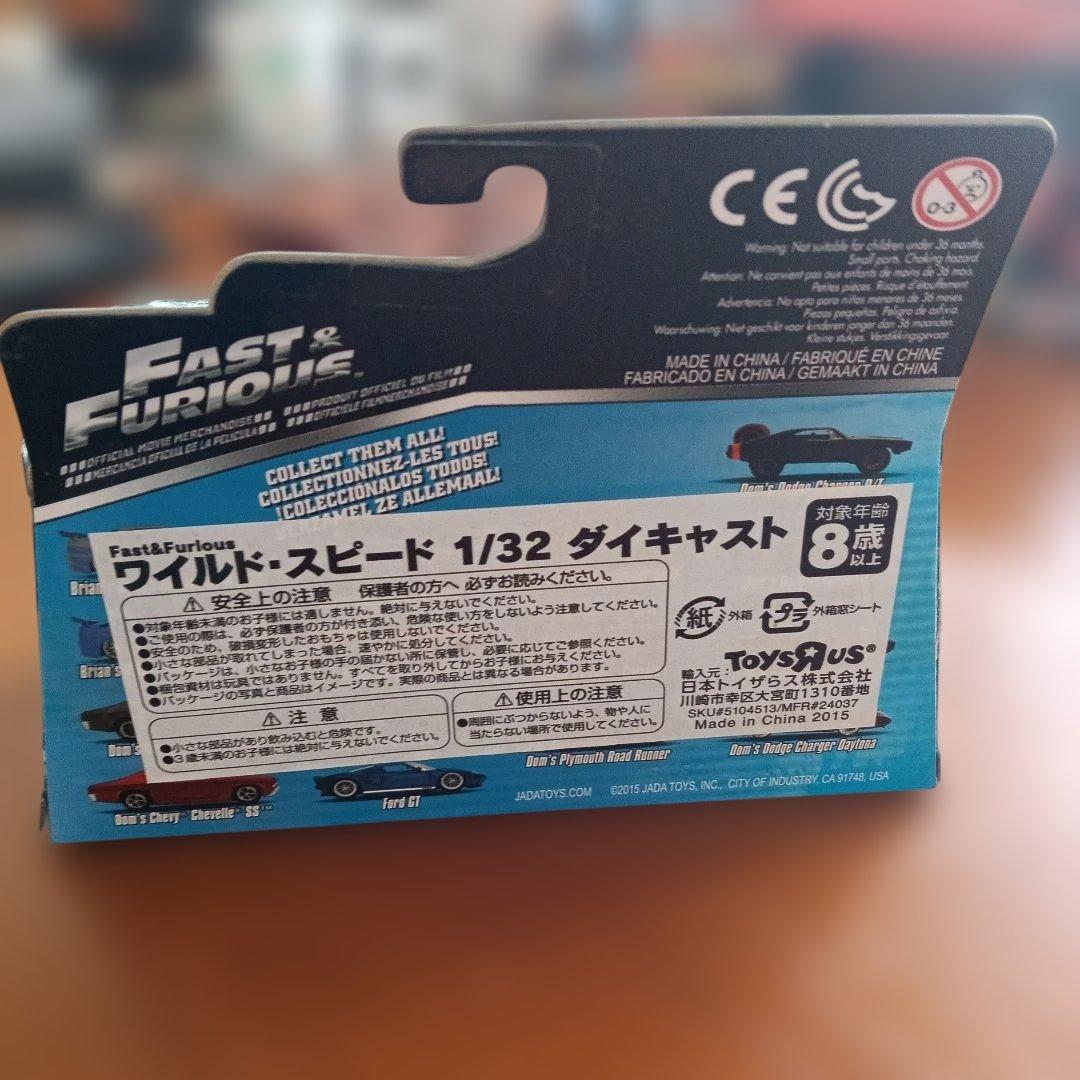 CE
0-3
Warning: Not suitable for children under 36 months.
Small parts. Choking hazard.
Attention: Ne convient pas aux enfants de moins de 36 mois.
Petites pièces. Risque d'étouffement.
Advertencia: No apto para niños menores de 36 meses.
Piezas pequeñas. Peligro de asfixia.
Waarschuwing: Niet geschikt voor kinderen jonger dan 36 maanden.
Kleine stukjes. Verstikkingsgevaar.
MADE IN CHINA / FABRIQUÉ EN CHINE
FABRICADO EN CHINA / GEMAAKT IN CHINA
FAST &
FURIOUS™
OFFICIAL MOVIE MERCHANDISE PRODUIT OFFICIEL DU FILM
MERCANCIA OFICIAL DE LA PELICULA OFFICIELE FILMMERCHANDISE
COLLECT THEM ALL!
COLLECTIONNEZ-LES TOUS!
¡COLECCIÓNALOS TODOS!
ZE ALLEMAAL!
Dom's Dodge Charger R/T
Fast&Furious
ワイルド・スピード 1/32 ダイキャスト
対象年齢
8歳
以上
⚠ 安全上の注意 保護者の方へ 必ずお読みください。
●対象年齢未満のお子様には適しません。絶対に与えないでください。
●ご使用の際は、必ず保護者の方が付き添い、危険な使い方をしないよう注意してください。
●安全のため、破損変形したおもちゃは使用しないでください。
●小さな部品が取れてしまった場合、速やかに処分してください。
●パッケージは、小さなお子様の手の届かない所に保管し、必要に応じてご参照ください。
●梱包資材は玩具ではありません。すべてを取り外してからお子様にお与えください。
●パッケージの写真と商品はイメージです。実際の商品とは異なる場合があります。
⚠ 注 意
●小さな部品があり飲み込むと危険です。
●3歳未満のお子様には絶対に与えないでください。
⚠使用上の注意
●周囲にぶつからないよう、物や人に
当たらない場所で使用してください。
紙 外箱 プラ 外箱窓シート
輸入元: TOYSЯUS®
日本トイザらス株式会社
川崎市幸区大宮町1310番地
SKU#5104513/MFR#24037
Made in China 2015
Brian
Brian's
Dom's
Dom's Plymouth Road Runner
Dom's Dodge Charger Daytona
Dom's Chevy® Chevelle® SS™
Ford GT
JADATOYS.COM ©2015 JADA TOYS, INC., CITY OF INDUSTRY, CA 91748, USA